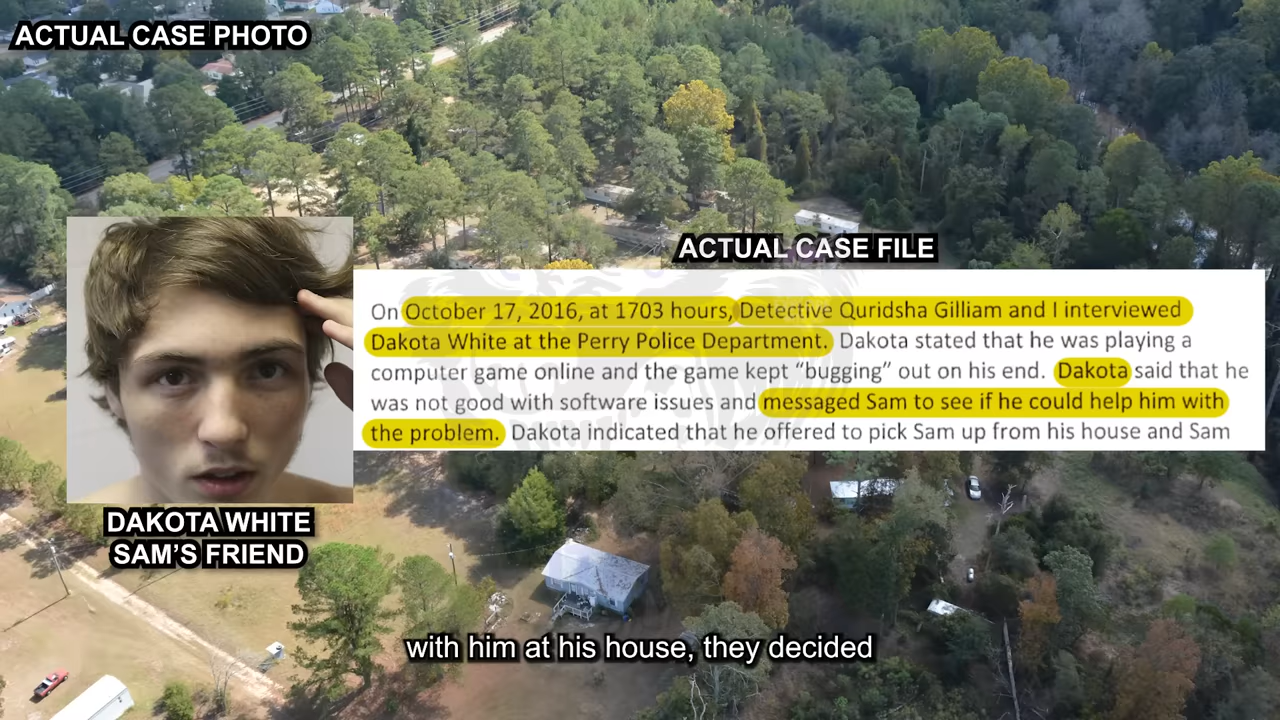 ACTUAL CASE PHOTO
ACTUAL CASE FILE
On October 17, 2016, at 1703 hours, Detective Quridsha Gilliam and I interviewed
Dakota White at the Perry Police Department. Dakota stated that he was playing a
computer game online and the game kept “bugging” out on his end. Dakota said that he
was not good with software issues and messaged Sam to see if he could help him with
the problem. Dakota indicated that he offered to pick Sam up from his house and Sam
DAKOTA WHITE
SAM'S FRIEND
with him at his house, they decided